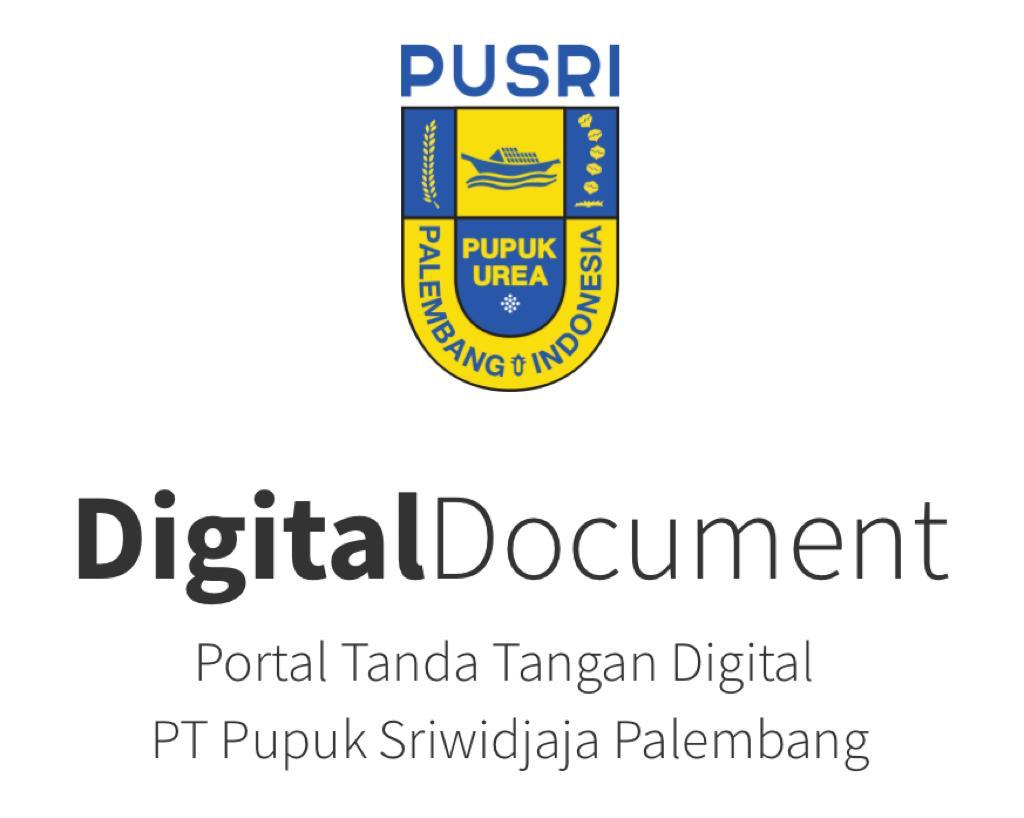 PUSRI
PUPUK
UREA
PALEMBANG INDONESIA
DigitalDocument
Portal Tanda Tangan Digital
PT Pupuk Sriwidjaja Palembang